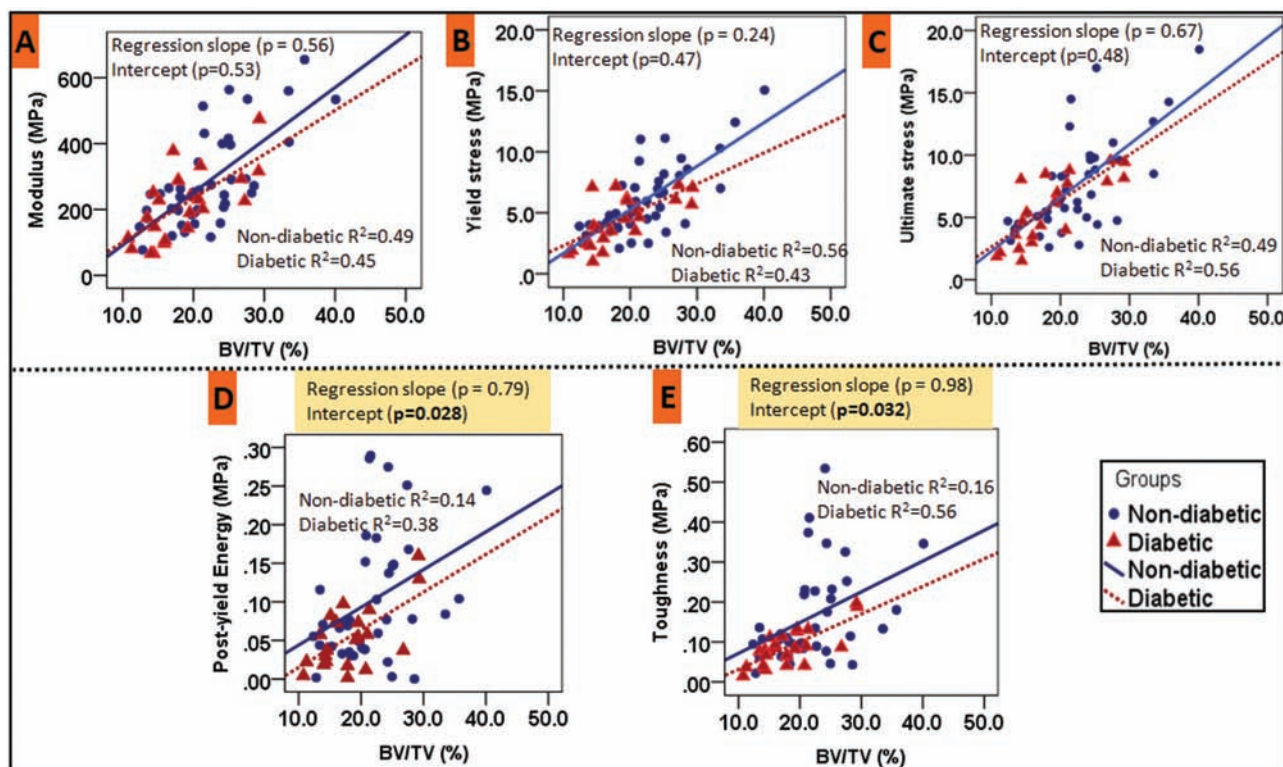 A
Regression slope (p = 0.56)
Intercept (p=0.53)
Modulus (MPa)
600
400
200
0
Non-diabetic R²=0.49
Diabetic R²=0.45
10.0 20.0 30.0 40.0 50.0
BV/TV (%)
B
20.0
Regression slope (p = 0.24)
Intercept (p=0.47)
Yield stress (MPa)
15.0
10.0
5.0
.0
Non-diabetic R²=0.56
Diabetic R²=0.43
10.0 20.0 30.0 40.0 50.0
BV/TV (%)
C
20.0
Regression slope (p = 0.67)
Intercept (p=0.48)
Ultimate stress (MPa)
15.0
10.0
5.0
.0
Non-diabetic R²=0.49
Diabetic R²=0.56
10.0 20.0 30.0 40.0 50.0
BV/TV (%)
D
Regression slope (p = 0.79)
Intercept (p=0.028)
Post-yield Energy (MPa)
.30
.20
.10
.05
.00
Non-diabetic R²=0.14
Diabetic R²=0.38
10.0 20.0 30.0 40.0 50.0
BV/TV (%)
E
Regression slope (p = 0.98)
Intercept (p=0.032)
Toughness (MPa)
.60
.50
.40
.30
.20
.10
.00
Non-diabetic R²=0.16
Diabetic R²=0.56
10.0 20.0 30.0 40.0 50.0
BV/TV (%)
Groups
Non-diabetic
Diabetic
Non-diabetic
Diabetic